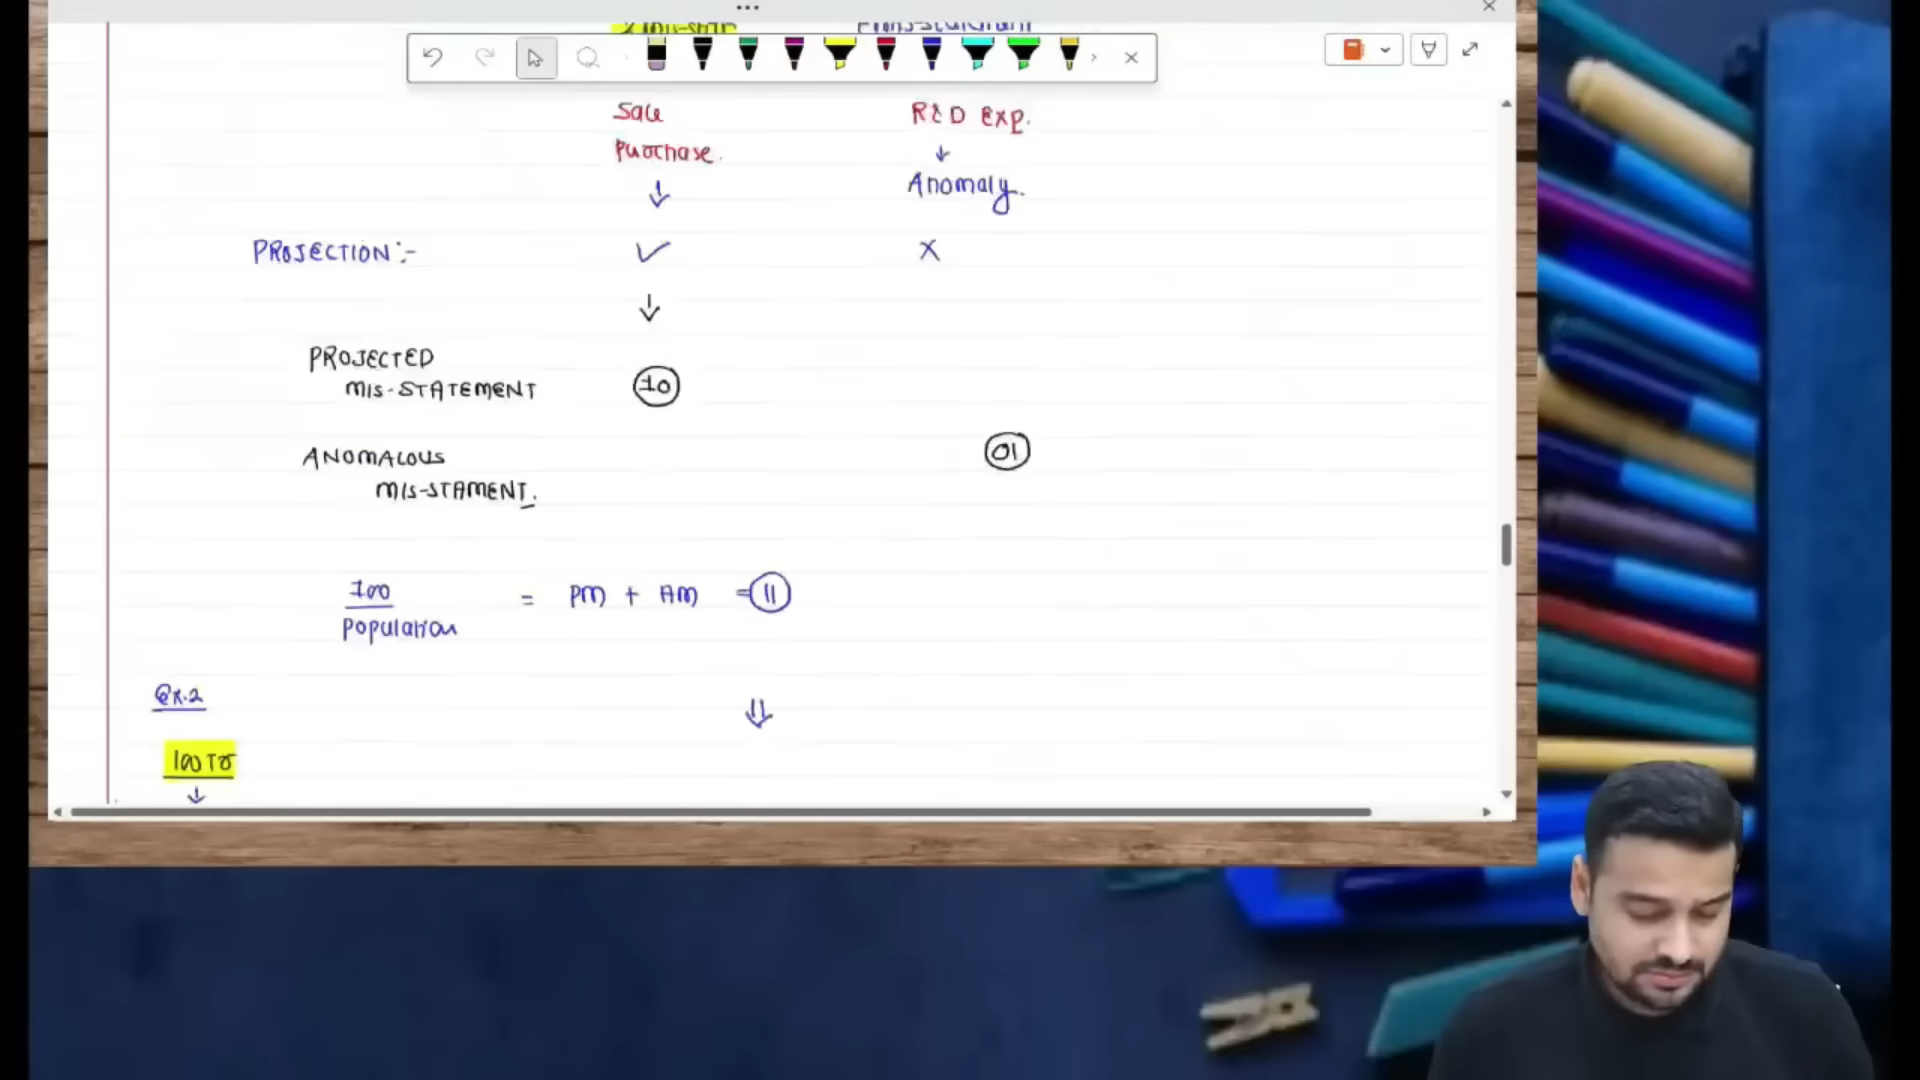 Sale
R&D Exp.
Purchase.
Anomaly.
PROJECTION:-
PROJECTED
MIS-STATEMENT
10
ANOMALOUS
MIS-STAMENT.
01
100
Population
= PM + AM = 11
Ex.2
100 Tr